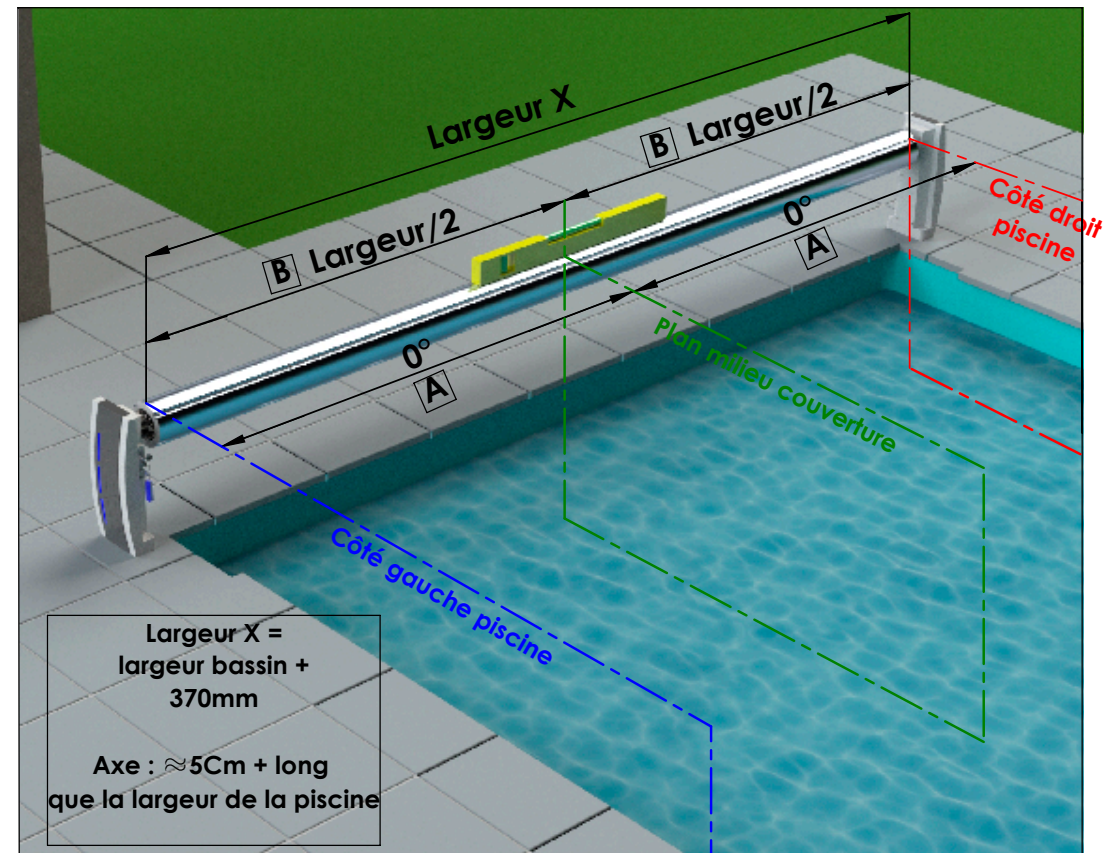 Largeur X
B Largeur/2
B Largeur/2
0°
A
0°
A
Côté droit
piscine
Plan milieu couverture
Côté gauche piscine
Largeur X =
largeur bassin +
370mm
Axe : ≈5Cm + long
que la largeur de la piscine